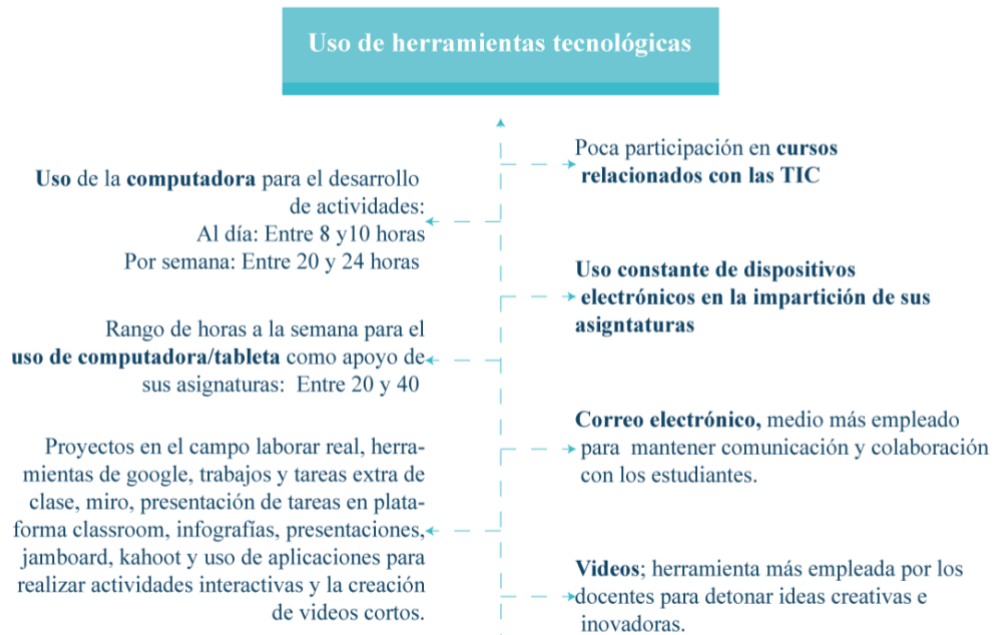 Uso de herramientas tecnológicas
Uso de la computadora para el desarrollo
de actividades:
Al día: Entre 8 y10 horas
Por semana: Entre 20 y 24 horas
Rango de horas a la semana para el
uso de computadora/tableta como apoyo de
sus asignaturas: Entre 20 y 40
Proyectos en el campo laborar real, herra-
mientas de google, trabajos y tareas extra de
clase, miro, presentación de tareas en plata-
forma classroom, infografías, presentaciones,
jamboard, kahoot y uso de aplicaciones para
realizar actividades interactivas y la creación
de videos cortos.
Poca participación en cursos
relacionados con las TIC
Uso constante de dispositivos
electrónicos en la impartición de sus
asigntaturas
Correo electrónico, medio más empleado
para mantener comunicación y colaboración
con los estudiantes.
Videos; herramienta más empleada por los
docentes para detonar ideas creativas e
inovadoras.